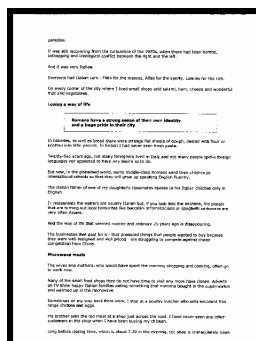 paradise.
It was still recovering from the turbulence of the 1970s, when there had been bombs,
kidnapping and ideological conflict between the right and the left.
And it was very Italian.
Everyone had Italian cars - Fiats for the masses, Alfas for the sporty, Lancias for the rich.
On every corner of the city where I lived small shops sold salami, ham, cheese and wonderful
fruit and vegetables.
Losing a way of life
Romans have a strong sense of their own identity
and a huge pride in their city
In bakeries, as well as bread there were strange flat sheets of dough, dusted with flour or
Twenty-five years ago, not many foreigners lived in Italy and not many people spoke foreign
languages nor appeared to have any desire to do so.
But now, in the globalised world, some middle-class Romans send their children to
international schools so that they will grow up speaking English fluently.
The Italian father of one of my daughter's classmates speaks to his Italian children only in
English.
In restaurants the waiters are usually Italian but, if you look into the kitchens, the people
that are turning out local favourites like bucatini all'amatriciana or spaghetti carbonara are
very often Asians.
And the way of life that seemed routine and ordinary 25 years ago is disappearing.
The businesses that paid for it - that produced things that people wanted to buy because
they were well designed and well priced - are struggling to compete against cheap
competition from China.
Microwave meals
The wives and mothers, who would have spent the morning shopping and cooking, often go
to work now.
Many of the small food shops they do not have time to visit any more have closed. Adverts
on TV show happy Italian families eating something that mamma bought in the supermarket
and warmed up in the microwave.
Sometimes on my way back from work, I stop at a poultry butcher who sells excellent free
range chicken and eggs.
His brother sells the red meat at a shop just across the road. I have never seen any other
customers in the shop when I have been buying my chicken.
Long before closing time, which is about 7.30 in the evening, the shop is immaculately clean